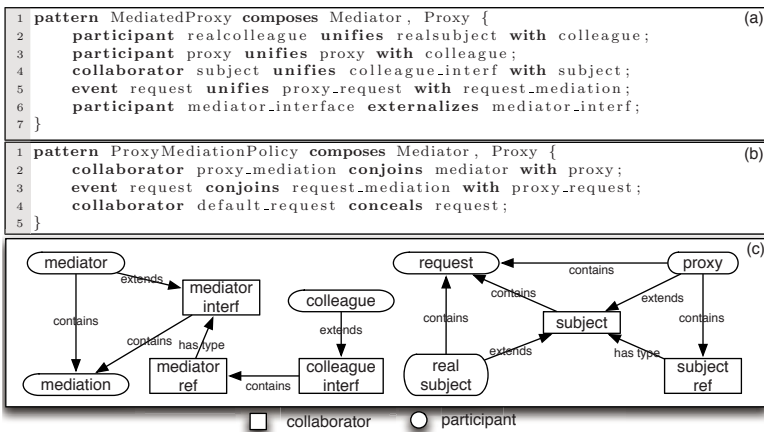 (a)
1 pattern MediatedProxy composes Mediator, Proxy {
2 participant realcolleague unifies realsubject with colleague;
3 participant proxy unifies proxy with colleague;
4 collaborator subject unifies colleague_interf with subject;
5 event request unifies proxy_request with request_mediation;
6 participant mediator_interface externalizes mediator_interf;
7 }
(b)
1 pattern ProxyMediationPolicy composes Mediator, Proxy {
2 collaborator proxy_mediation conjoins mediator with proxy;
3 event request conjoins request_mediation with proxy_request;
4 collaborator default_request conceals request;
5 }
(c)
mediator
extends
mediator
interf
contains
contains
mediation
has type
mediator
ref
colleague
extends
colleague
interf
contains
request
contains
proxy
contains
extends
contains
contains
subject
extends
has type
real
subject
subject
ref
collaborator
participant